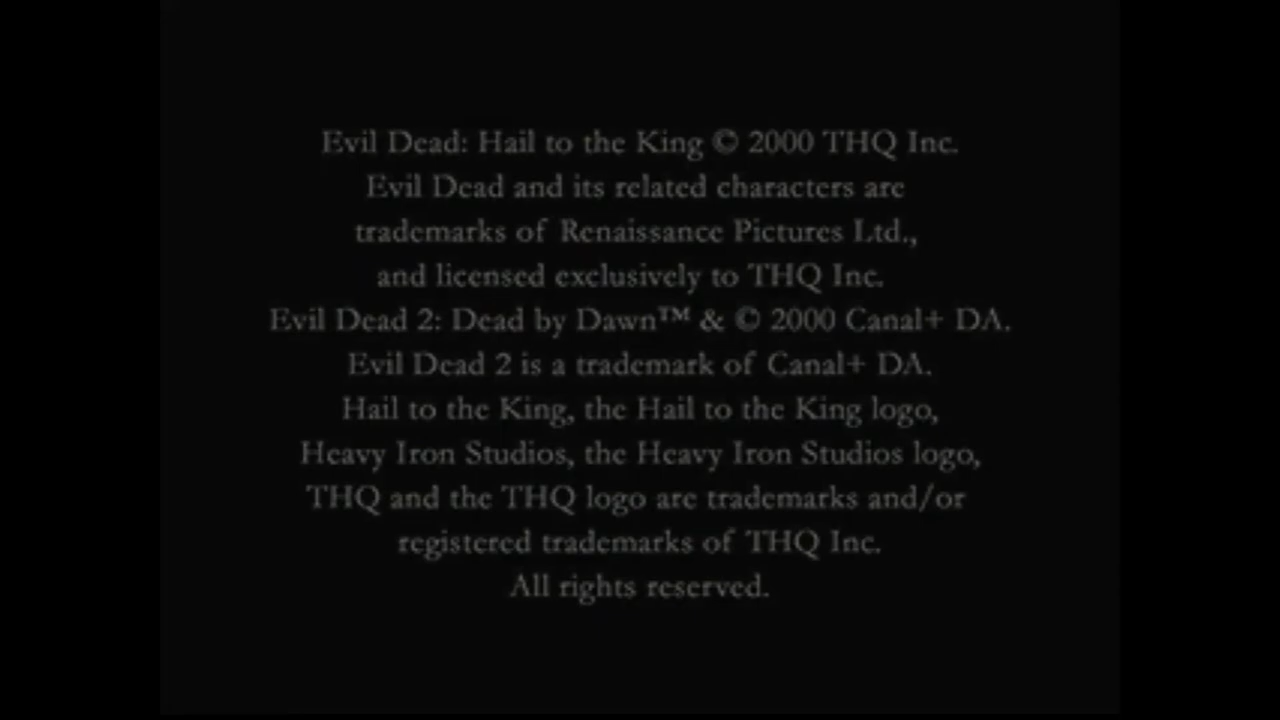 Evil Dead: Hail to the King © 2000 THQ Inc.
Evil Dead and its related characters are
trademarks of Renaissance Pictures Ltd.,
and licensed exclusively to THQ Inc.
Evil Dead 2: Dead by Dawn™ & © 2000 Canal+ DA.
Evil Dead 2 is a trademark of Canal+ DA.
Hail to the King, the Hail to the King logo,
Heavy Iron Studios, the Heavy Iron Studios logo,
THQ and the THQ logo are trademarks and/or
registered trademarks of THQ Inc.
All rights reserved.